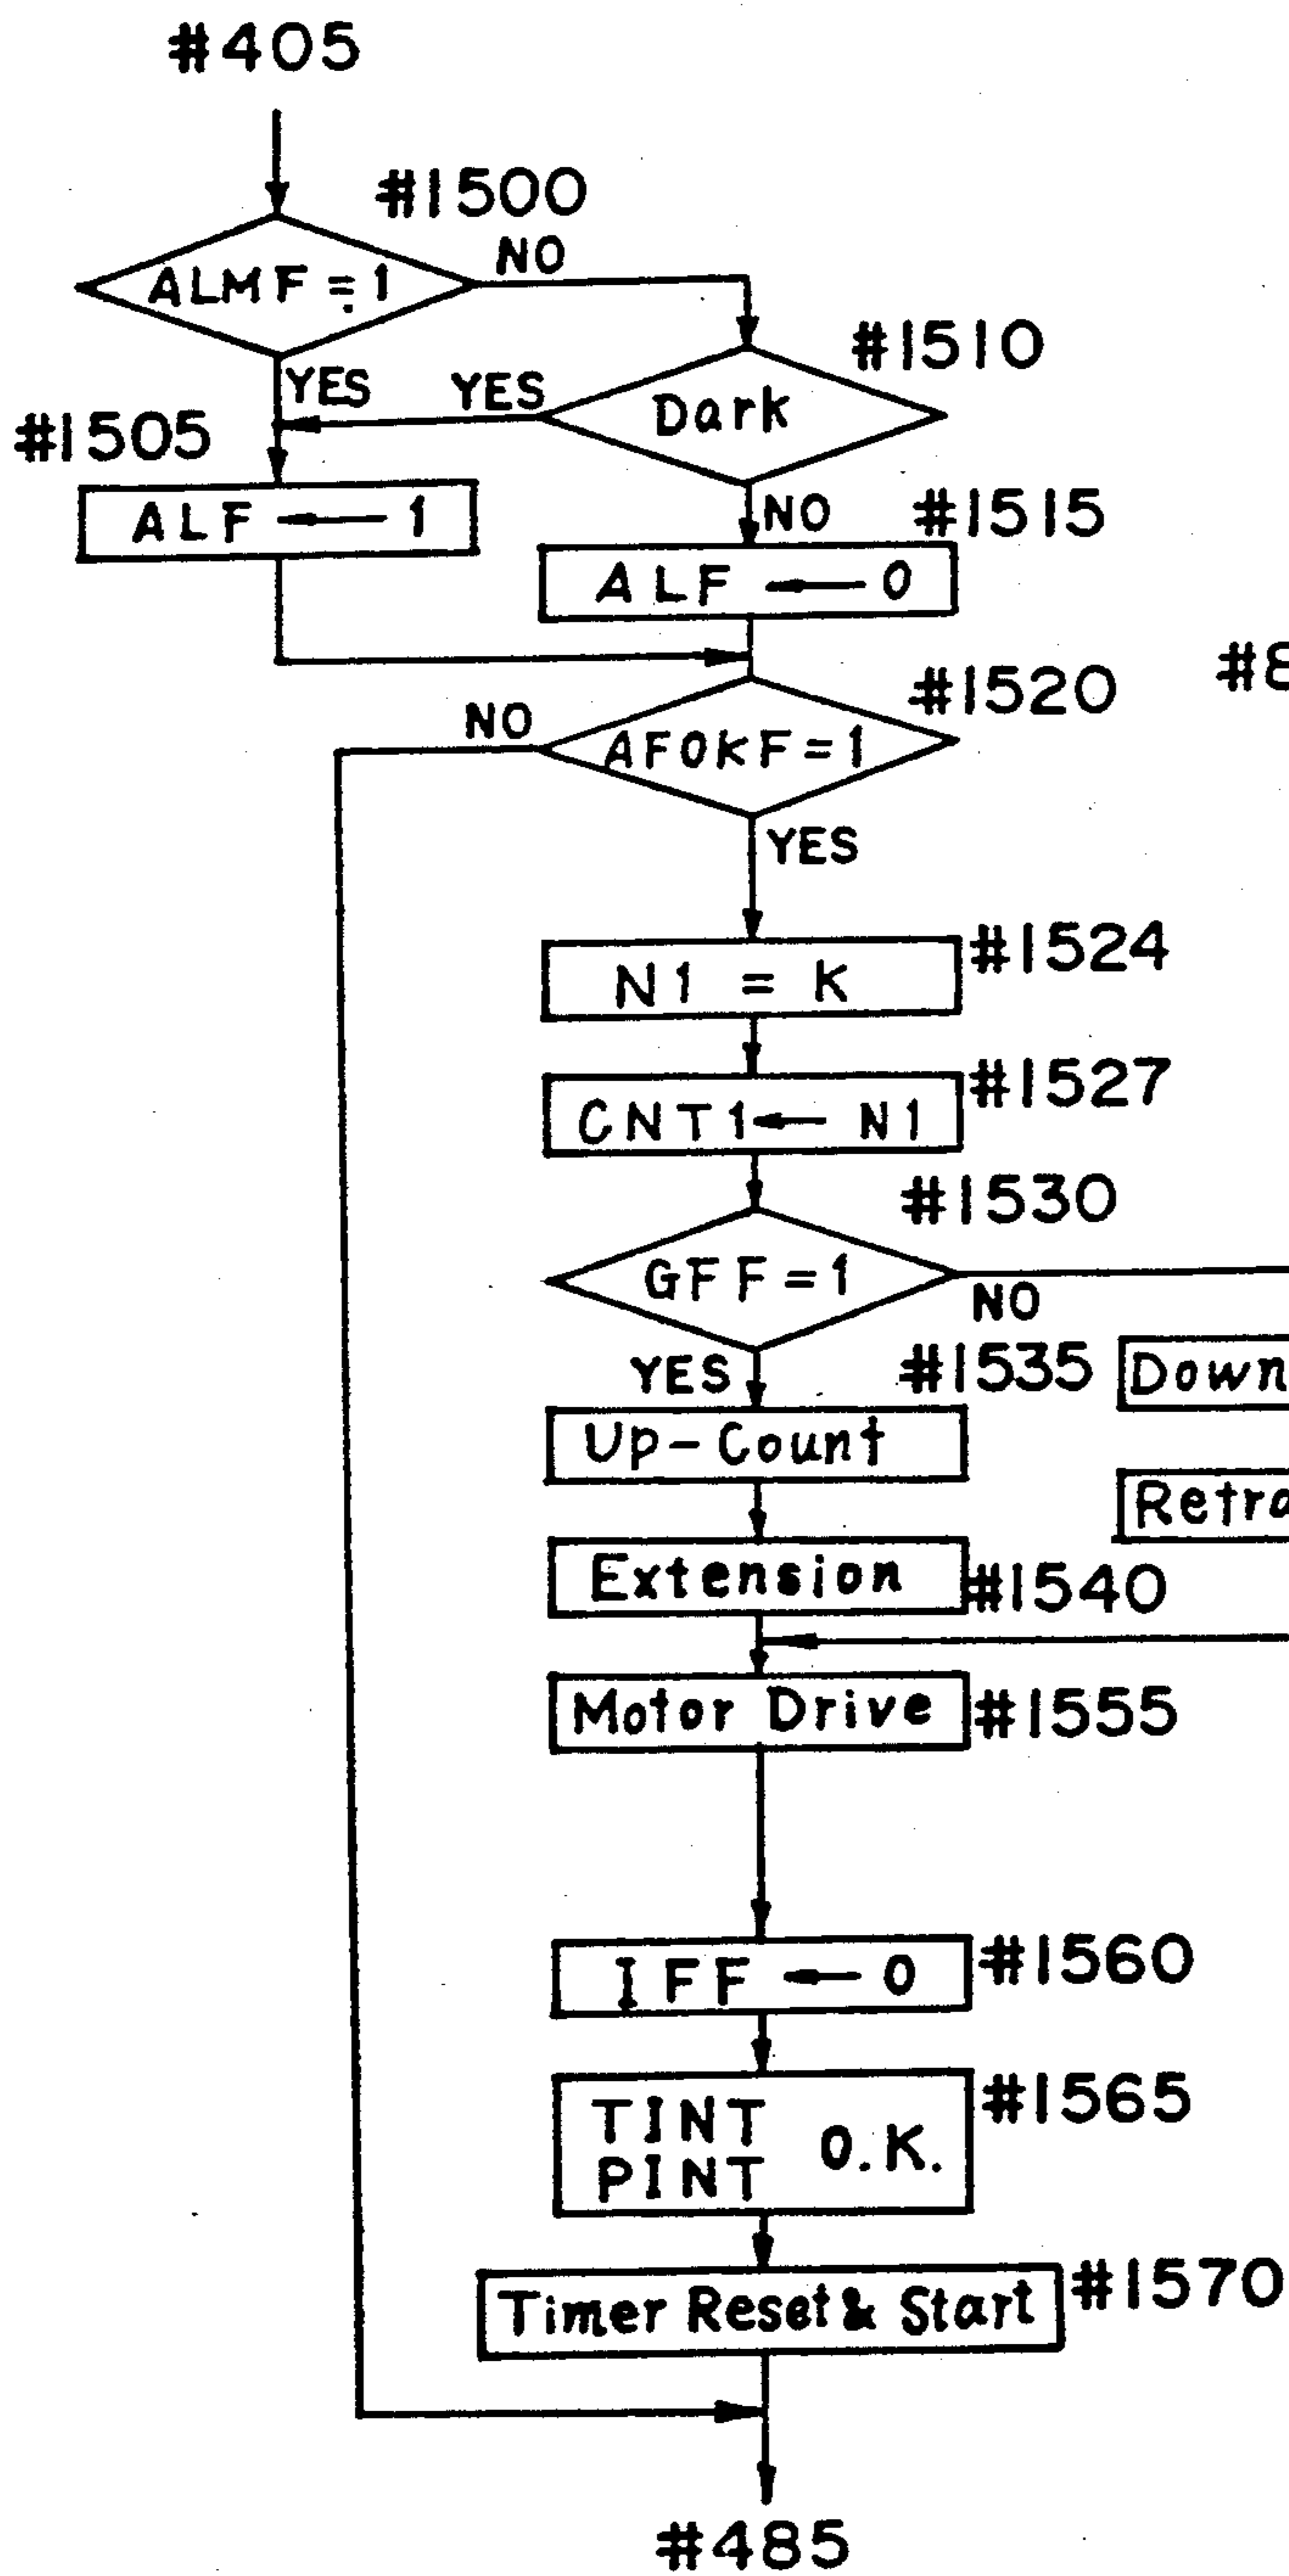 #405
#1500
ALMF = 1
NO
#1510
YES
YES
Dark
#1505
ALF ← 1
NO
#1515
ALF ← 0
#1520
NO
AFOKF = 1
YES
#1524
N1 = K
#1527
CNT1 ← N1
#1530
GFF = 1
NO
YES
#1535
Down
Up-Count
Extension
#1540
Motor Drive
#1555
IFF ← 0
#1560
TINT
PINT O.K.
#1565
Timer Reset & Start
#1570
#485